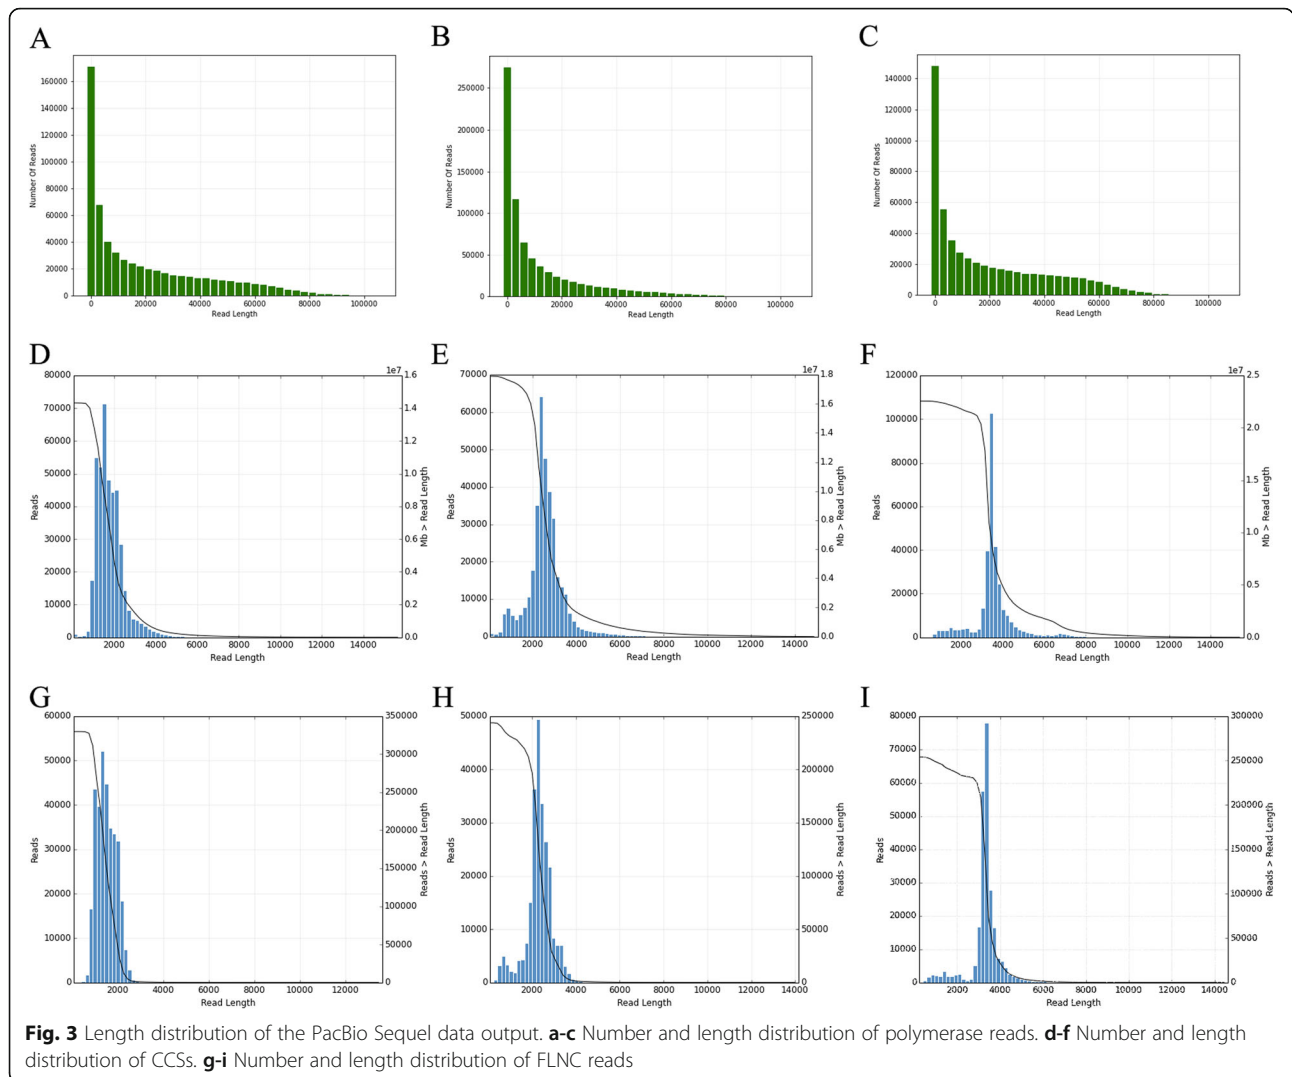 A
160000
140000
120000
100000
80000
60000
40000
20000
0
Number Of Reads
0 20000 40000 60000 80000 100000
Read Length
B
250000
200000
150000
100000
50000
0
Number Of Reads
0 20000 40000 60000 80000 100000
Read Length
C
140000
120000
100000
80000
60000
40000
20000
0
Number of Reads
0 20000 40000 60000 80000 100000
Read Length
D
80000
70000
60000
50000
40000
30000
20000
10000
0
Reads
1e7
1.6
1.4
1.2
1.0
0.8
0.6
0.4
0.2
0.0
Mb > Read Length
2000 4000 6000 8000 10000 12000 14000
Read Length
E
70000
60000
50000
40000
30000
20000
10000
0
Reads
1e7
1.8
1.6
1.4
1.2
1.0
0.8
0.6
0.4
0.2
0.0
Mb > Read Length
2000 4000 6000 8000 10000 12000 14000
Read Length
F
120000
100000
80000
60000
40000
20000
0
Reads
1e7
2.5
2.0
1.5
1.0
0.5
0.0
Mb > Read Length
2000 4000 6000 8000 10000 12000 14000
Read Length
G
60000
50000
40000
30000
20000
10000
0
Reads
350000
300000
250000
200000
150000
100000
50000
0
Reads > Read Length
2000 4000 6000 8000 10000 12000
Read Length
H
50000
40000
30000
20000
10000
0
Reads
250000
200000
150000
100000
50000
0
Reads > Read Length
2000 4000 6000 8000 10000 12000 14000
Read Length
I
80000
70000
60000
50000
40000
30000
20000
10000
0
Reads
300000
250000
200000
150000
100000
50000
0
Reads > Read Length
2000 4000 6000 8000 10000 12000 14000
Read Length
Fig. 3 Length distribution of the PacBio Sequel data output. a-c Number and length distribution of polymerase reads. d-f Number and length
distribution of CCSs. g-i Number and length distribution of FLNC reads